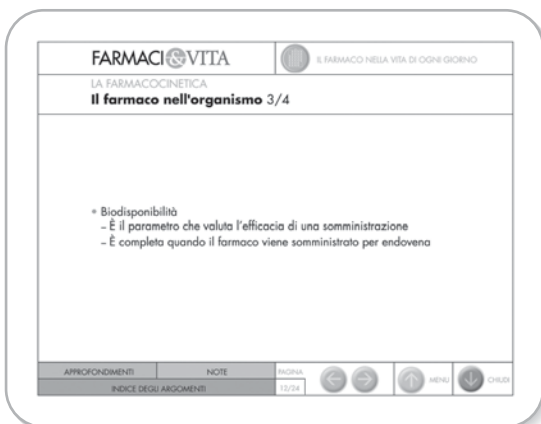 FARMACI&VITA
IL FARMACO NELLA VITA DI OGNI GIORNO
LA FARMACOCINETICA
Il farmaco nell'organismo 3/4
• Biodisponibilità
– È il parametro che valuta l'efficacia di una somministrazione
– È completa quando il farmaco viene somministrato per endovena
APPROFONDIMENTI NOTE PAGINA
INDICE DEGLI ARGOMENTI 12/24 MENU CHIUDI